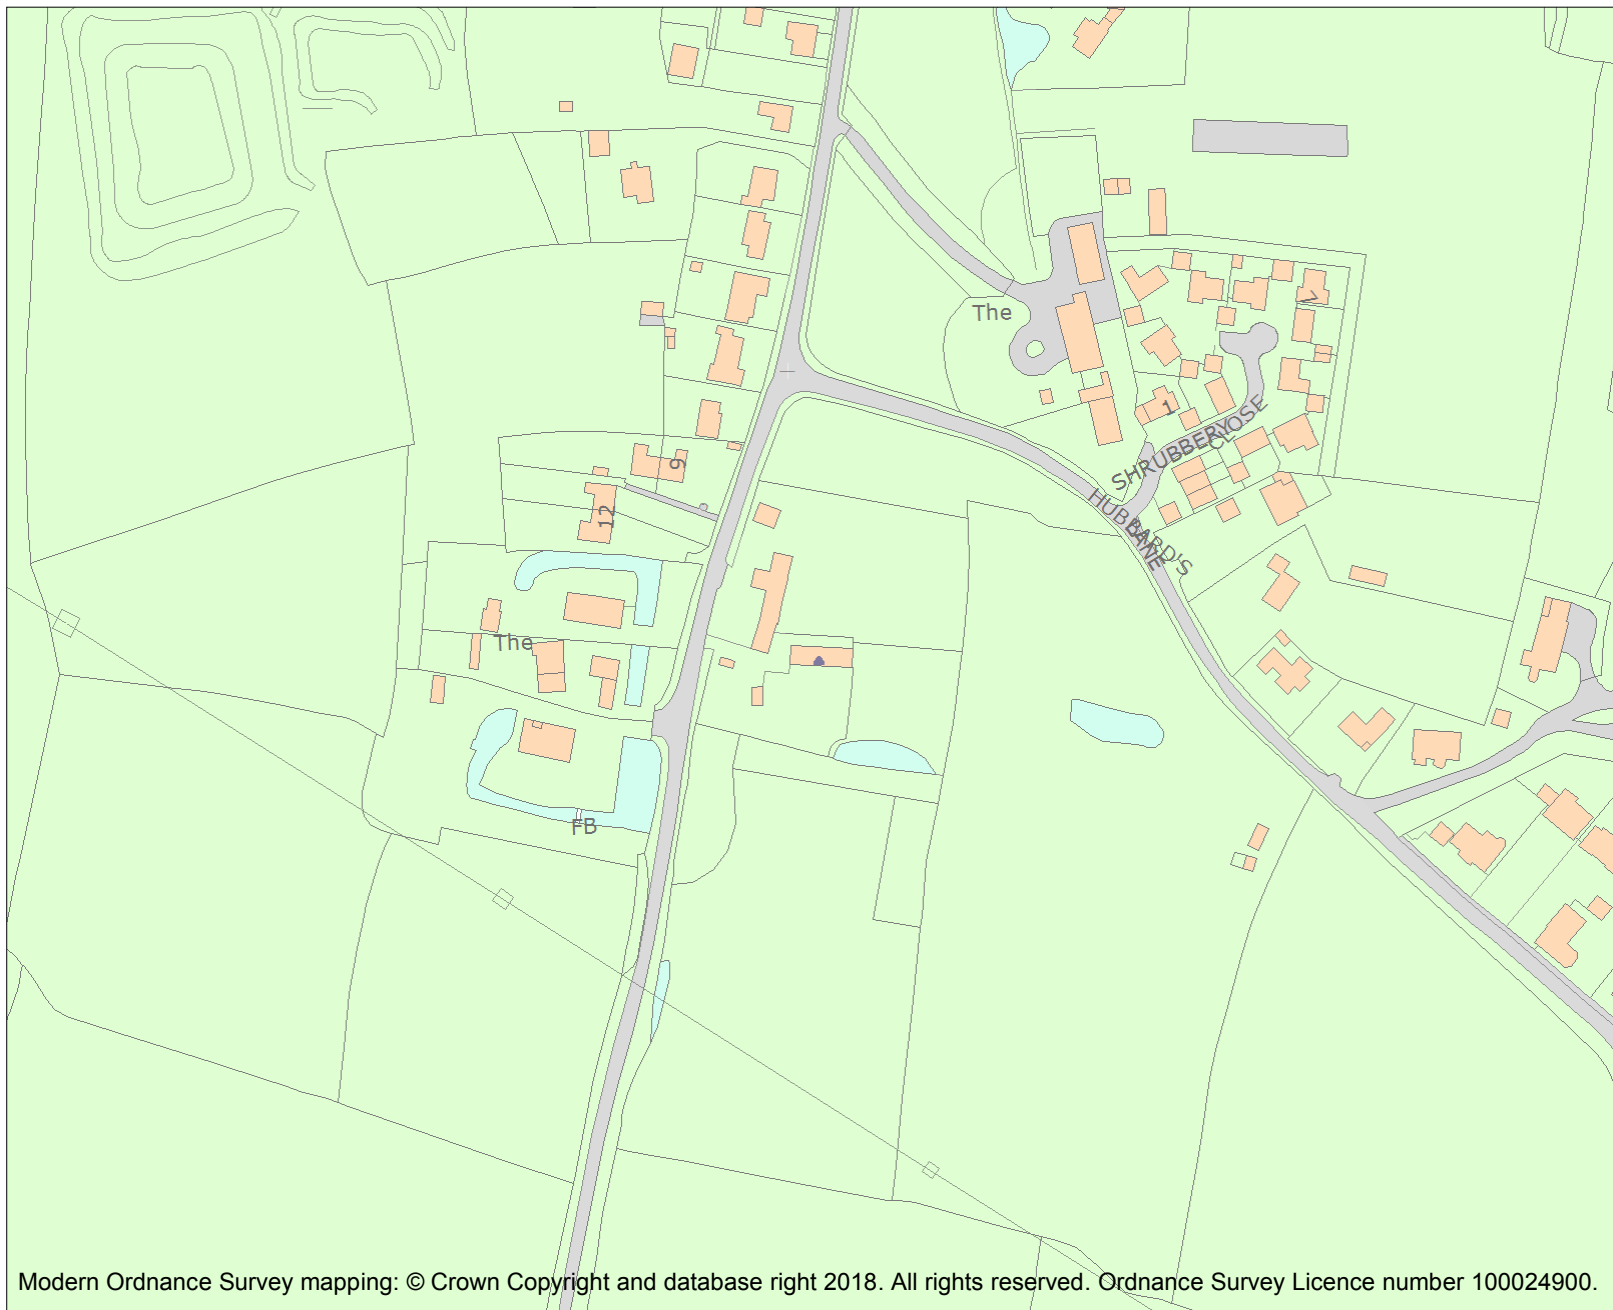 The
7
1
SHRUBBERY CLOSE
9
12
HUBBARD'S
LANE
The
FB
Modern Ordnance Survey mapping: © Crown Copyright and database right 2018. All rights reserved. Ordnance Survey Licence number 100024900.